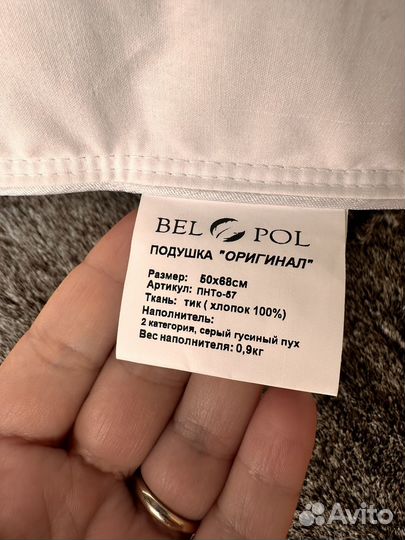 BEL POL
ПОДУШКА "ОРИГИНАЛ"
Размер: 50х68см
Артикул: ПНТо-57
Ткань: тик ( хлопок 100%)
Наполнитель:
2 категория, серый гусиный пух
Вес наполнителя: 0,9кг
Avito